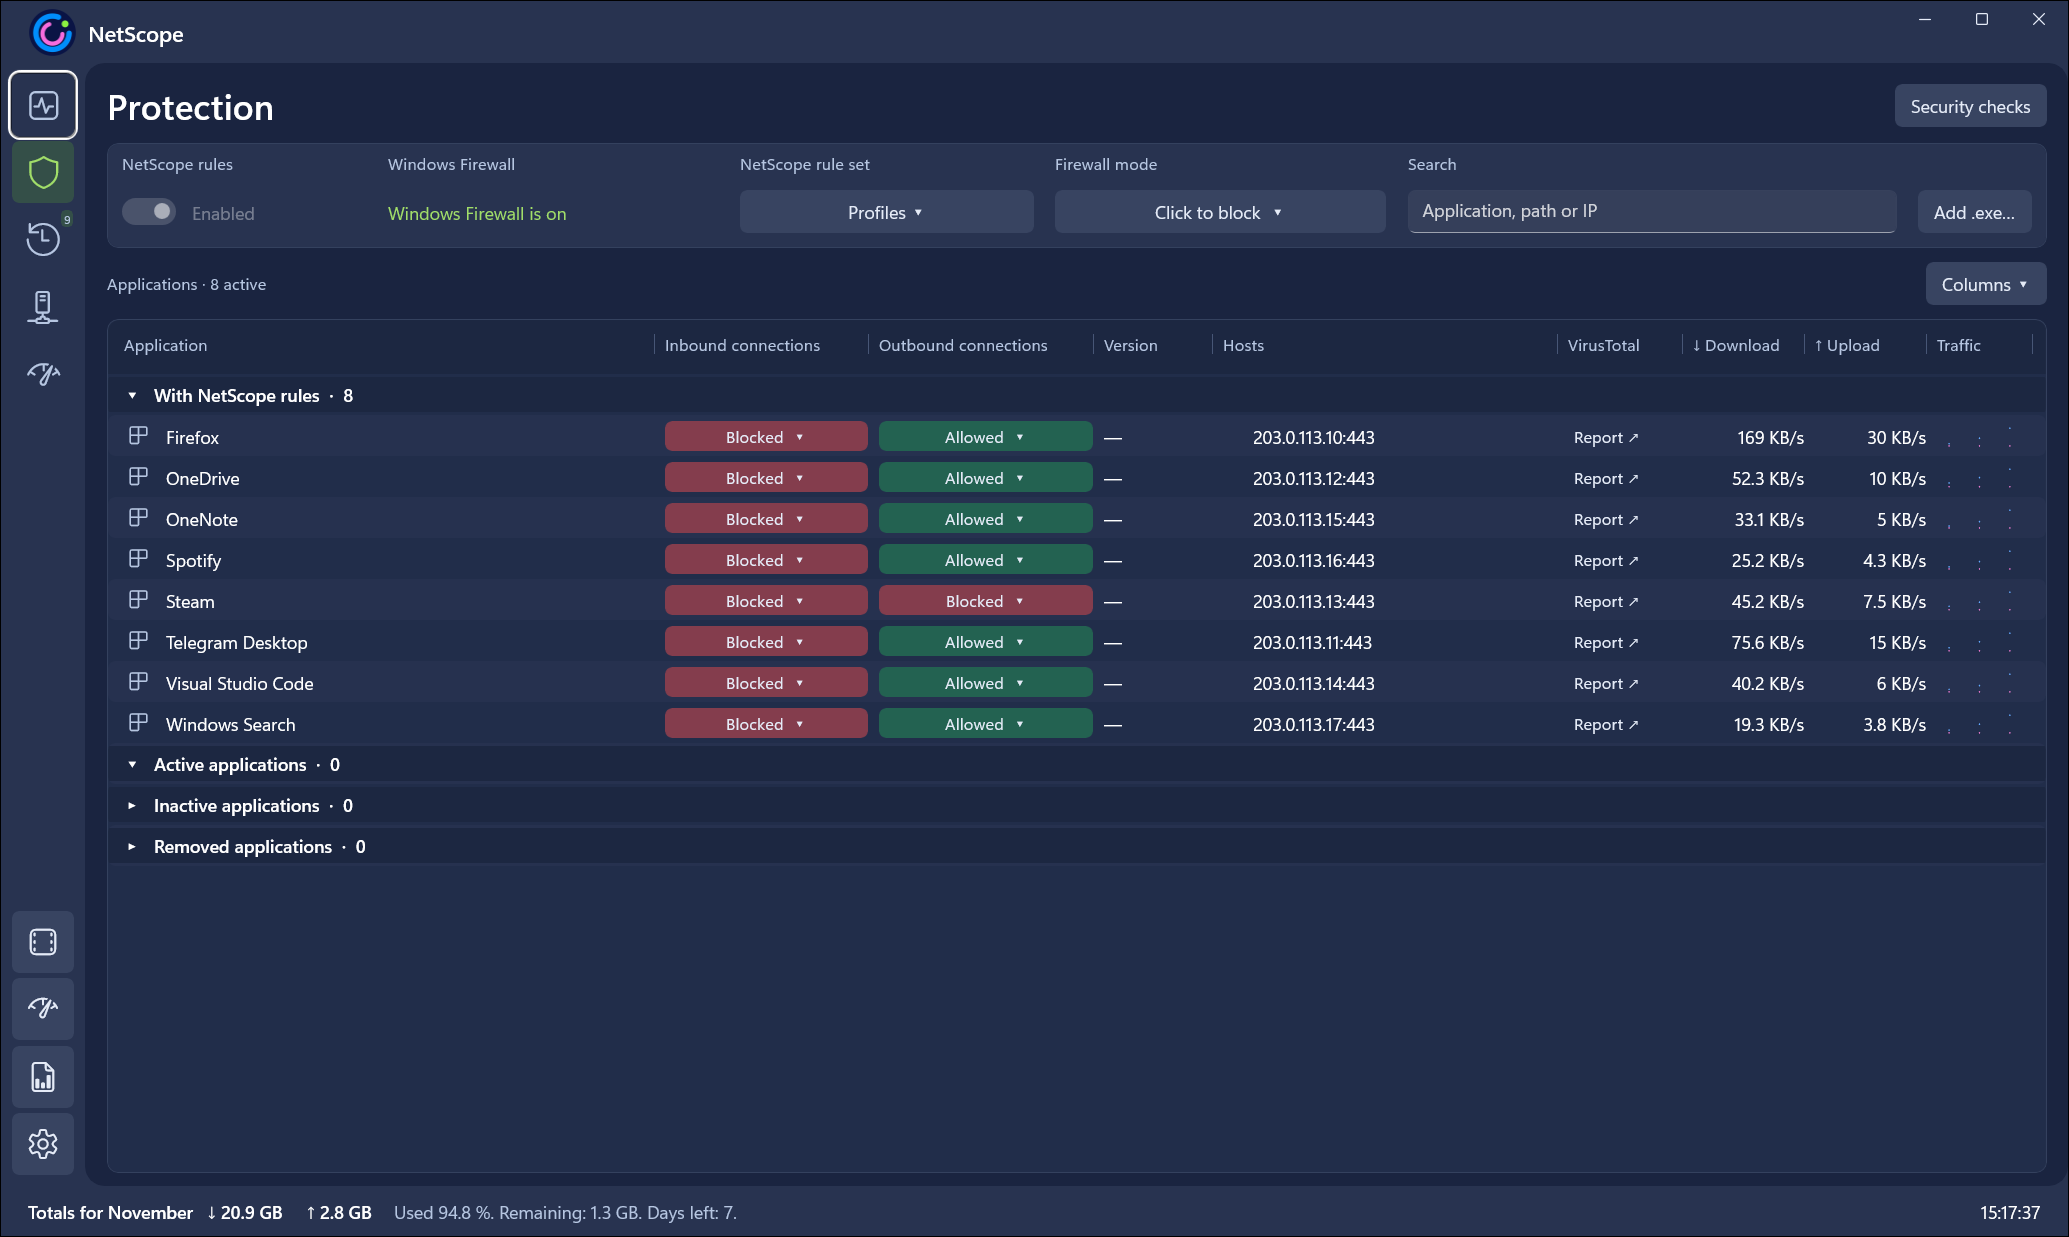 NetScope
Protection
Security checks
NetScope rules
Windows Firewall
NetScope rule set
Firewall mode
Search
Enabled
Windows Firewall is on
Profiles ▾
Click to block ▾
Application, path or IP
Add .exe...
9
Applications · 8 active
Columns ▾
Application Inbound connections Outbound connections Version Hosts VirusTotal ↓ Download ↑ Upload Traffic
▾ With NetScope rules · 8
Firefox Blocked ▾ Allowed ▾ — 203.0.113.10:443 Report ↗ 169 KB/s 30 KB/s
OneDrive Blocked ▾ Allowed ▾ — 203.0.113.12:443 Report ↗ 52.3 KB/s 10 KB/s
OneNote Blocked ▾ Allowed ▾ — 203.0.113.15:443 Report ↗ 33.1 KB/s 5 KB/s
Spotify Blocked ▾ Allowed ▾ — 203.0.113.16:443 Report ↗ 25.2 KB/s 4.3 KB/s
Steam Blocked ▾ Blocked ▾ — 203.0.113.13:443 Report ↗ 45.2 KB/s 7.5 KB/s
Telegram Desktop Blocked ▾ Allowed ▾ — 203.0.113.11:443 Report ↗ 75.6 KB/s 15 KB/s
Visual Studio Code Blocked ▾ Allowed ▾ — 203.0.113.14:443 Report ↗ 40.2 KB/s 6 KB/s
Windows Search Blocked ▾ Allowed ▾ — 203.0.113.17:443 Report ↗ 19.3 KB/s 3.8 KB/s
▾ Active applications · 0
▸ Inactive applications · 0
▸ Removed applications · 0
Totals for November ↓ 20.9 GB ↑ 2.8 GB Used 94.8 %. Remaining: 1.3 GB. Days left: 7.
15:17:37